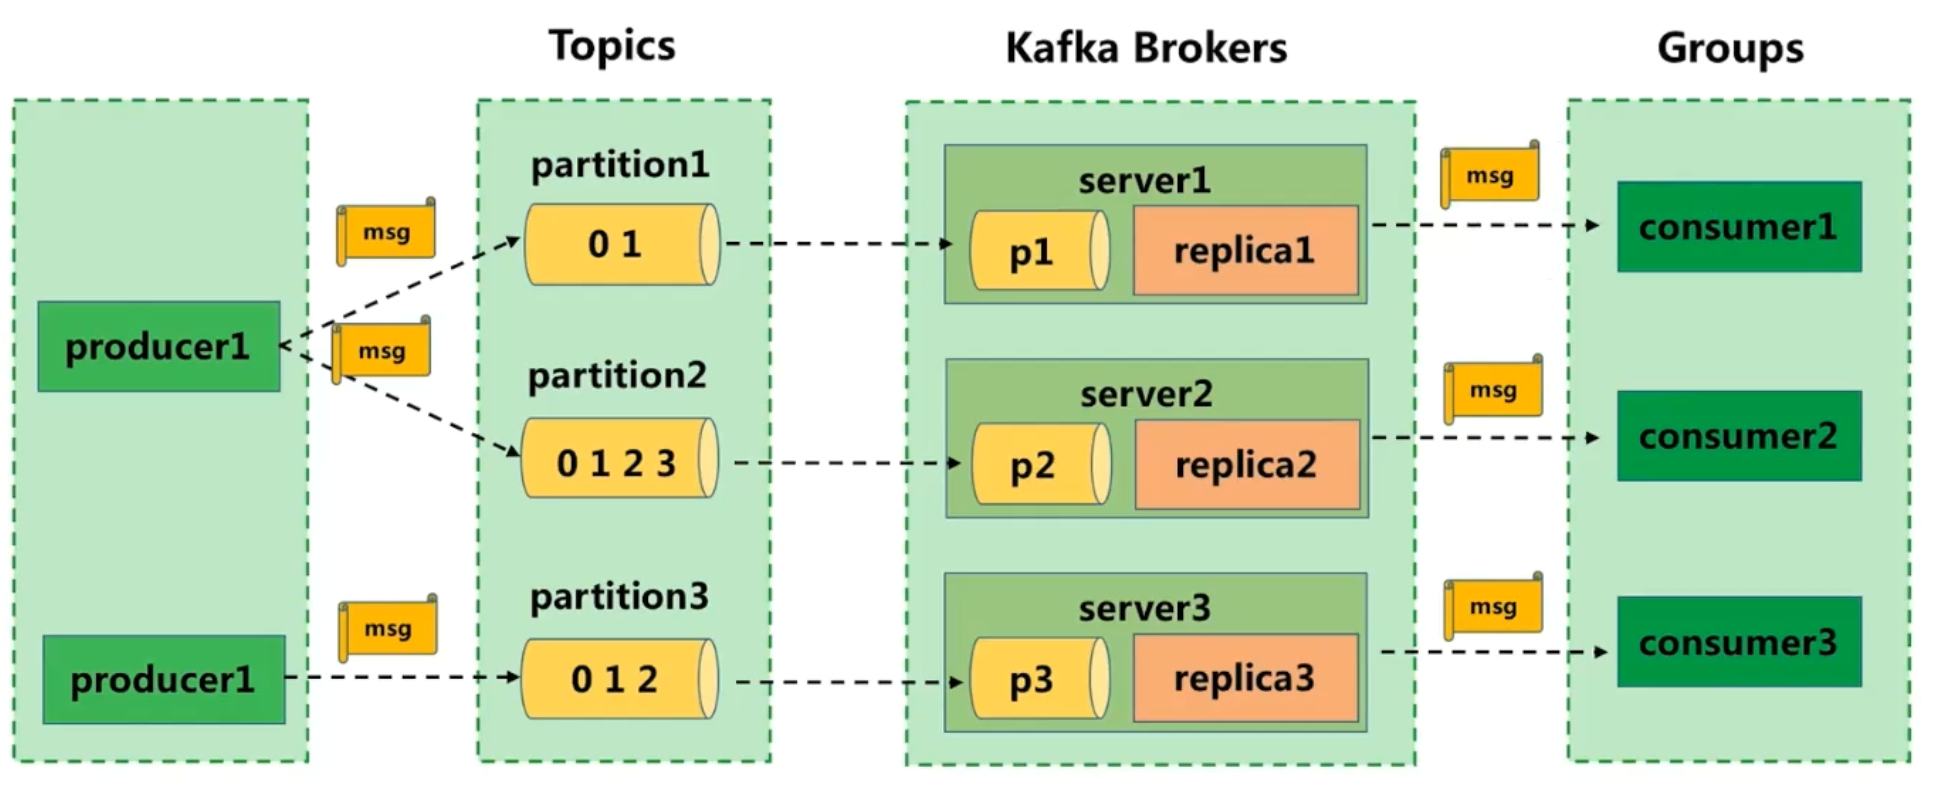 Topics
Kafka Brokers
Groups
producer1
producer1
msg
msg
msg
partition1
0 1
partition2
0 1 2 3
partition3
0 1 2
server1
p1
replica1
server2
p2
replica2
server3
p3
replica3
msg
msg
msg
consumer1
consumer2
consumer3